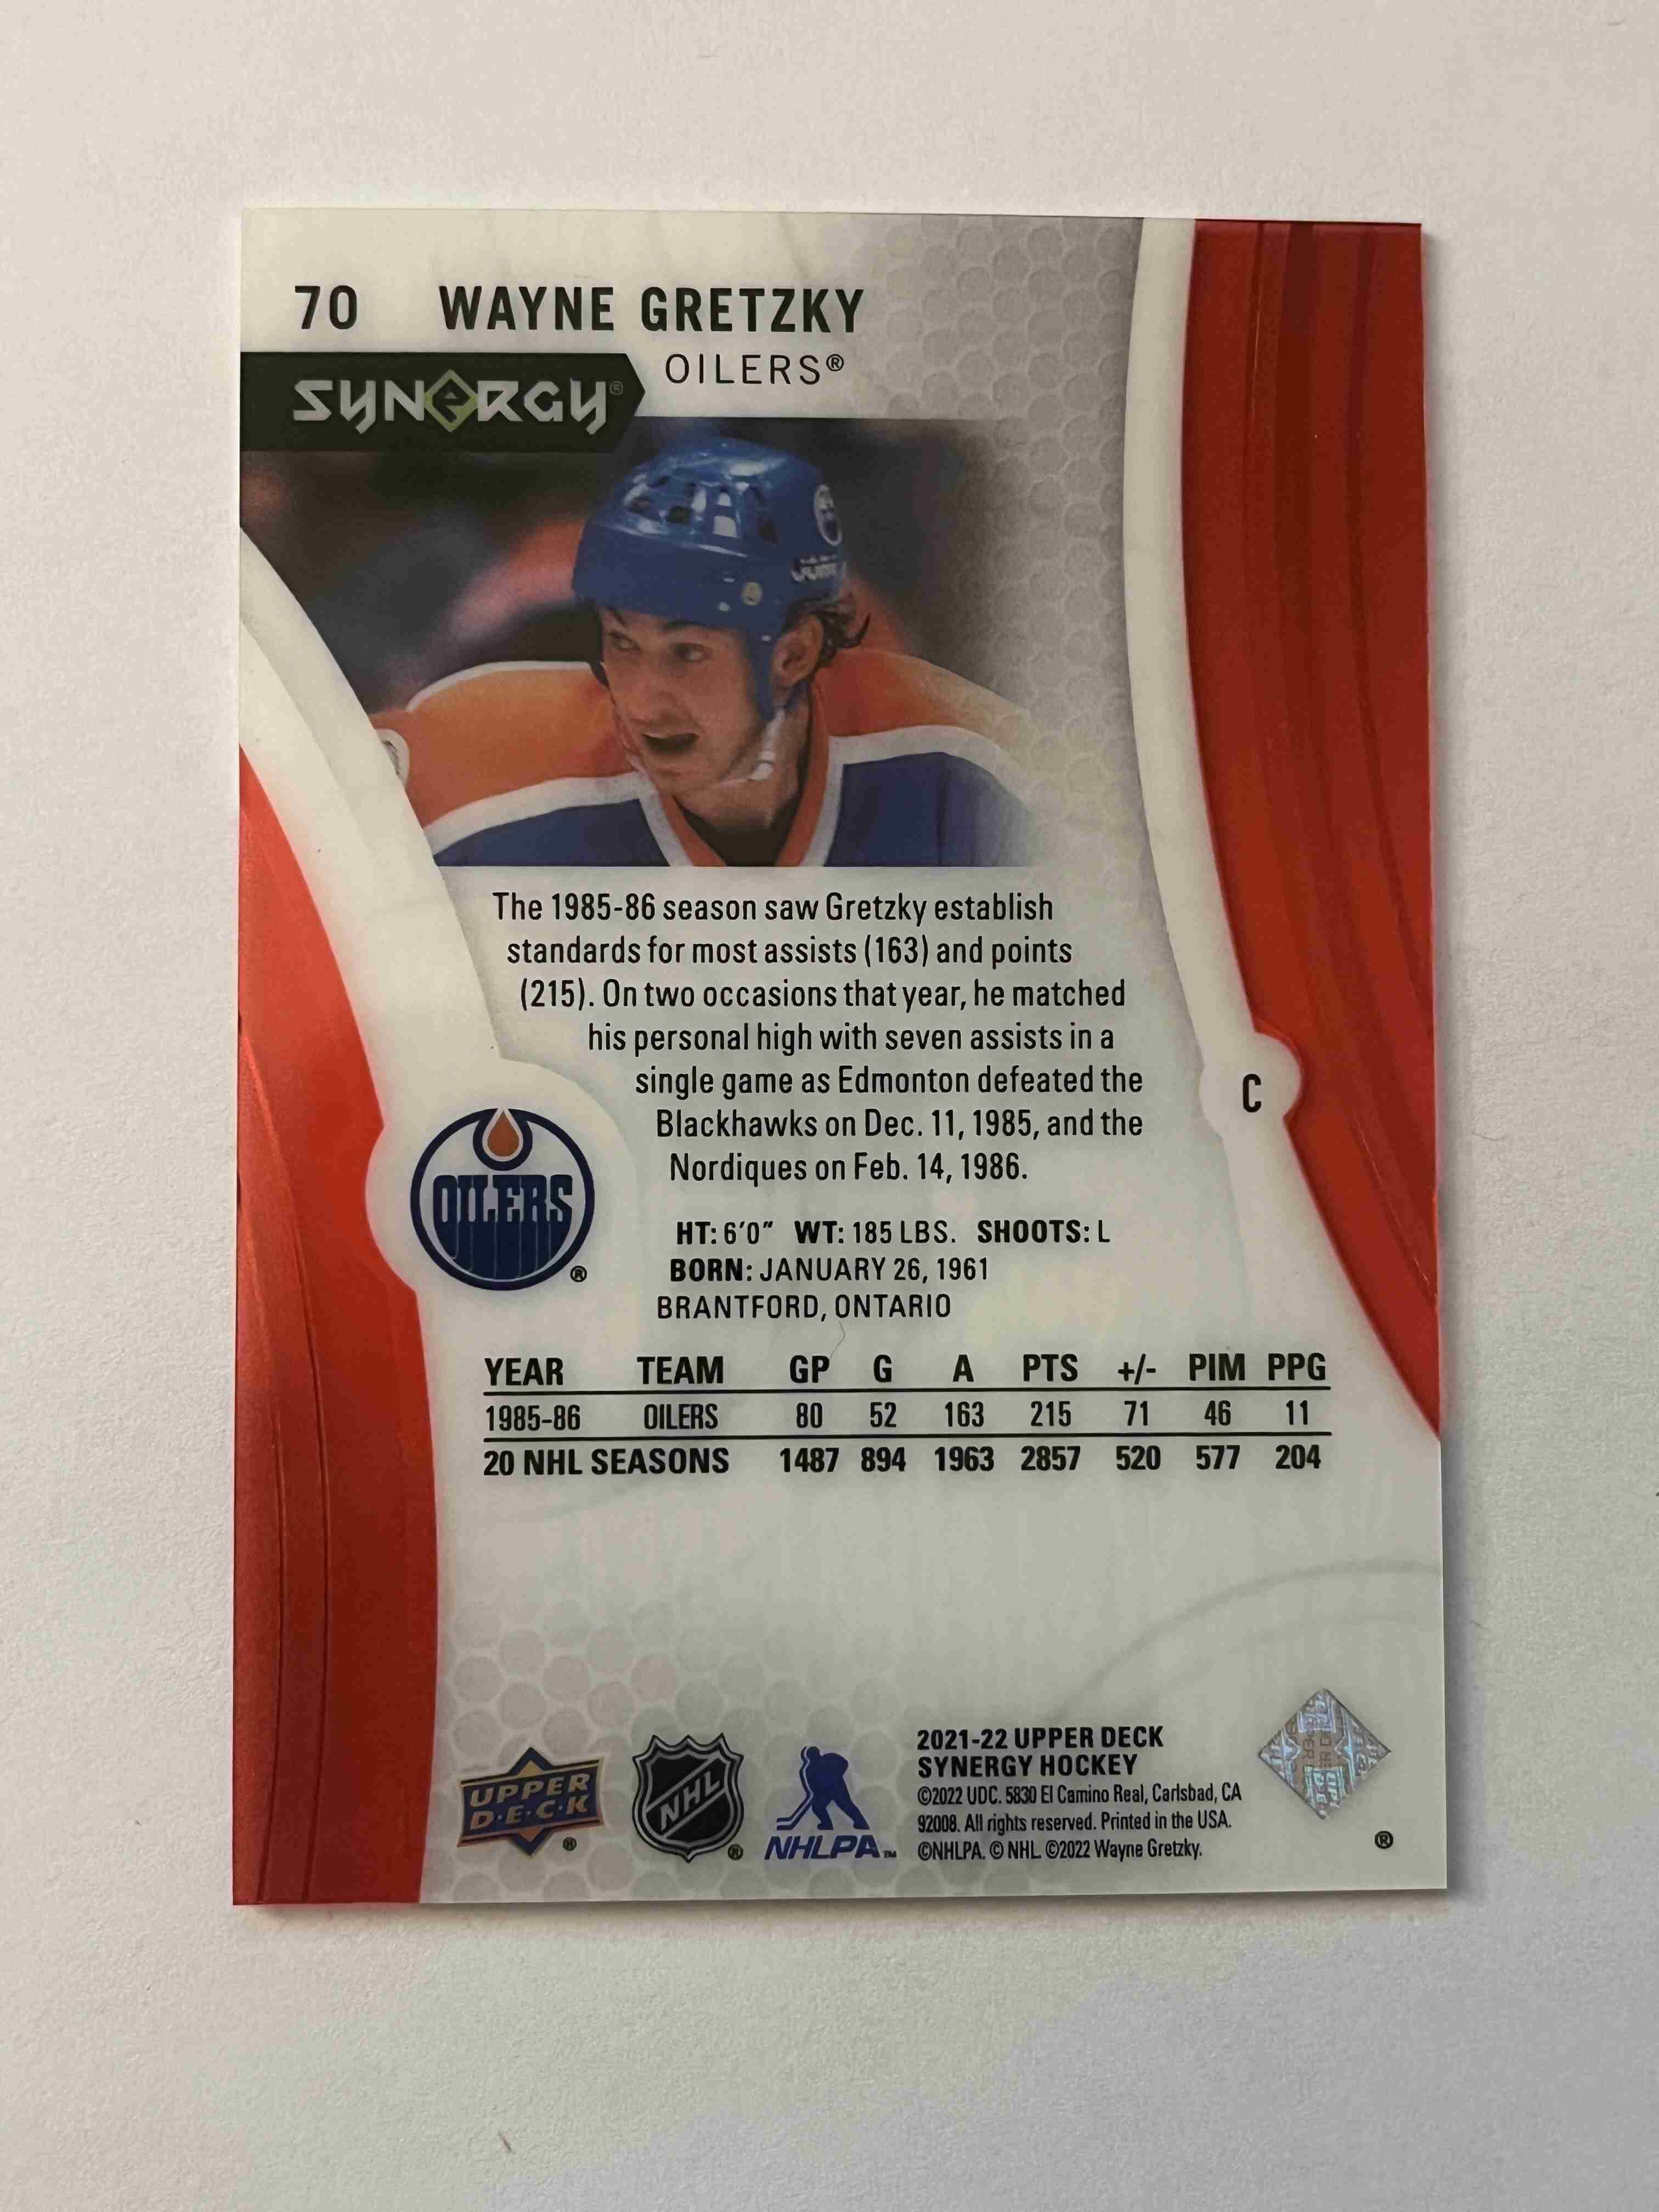 70 WAYNE GRETZKY
OILERS®
SYNERGY®
The 1985-86 season saw Gretzky establish
standards for most assists (163) and points
(215). On two occasions that year, he matched
his personal high with seven assists in a
single game as Edmonton defeated the
Blackhawks on Dec. 11, 1985, and the
Nordiques on Feb. 14, 1986.
C
OILERS
®
HT: 6'0" WT: 185 LBS. SHOOTS: L
BORN: JANUARY 26, 1961
BRANTFORD, ONTARIO
YEAR TEAM GP G A PTS +/- PIM PPG
1985-86 OILERS 80 52 163 215 71 46 11
20 NHL SEASONS 1487 894 1963 2857 520 577 204
UPPER
D·E·C·K
®
NHL
®
NHLPA™
2021-22 UPPER DECK
SYNERGY HOCKEY
©2022 UDC. 5830 El Camino Real, Carlsbad, CA
92008. All rights reserved. Printed in the USA.
©NHLPA. © NHL ©2022 Wayne Gretzky.
®